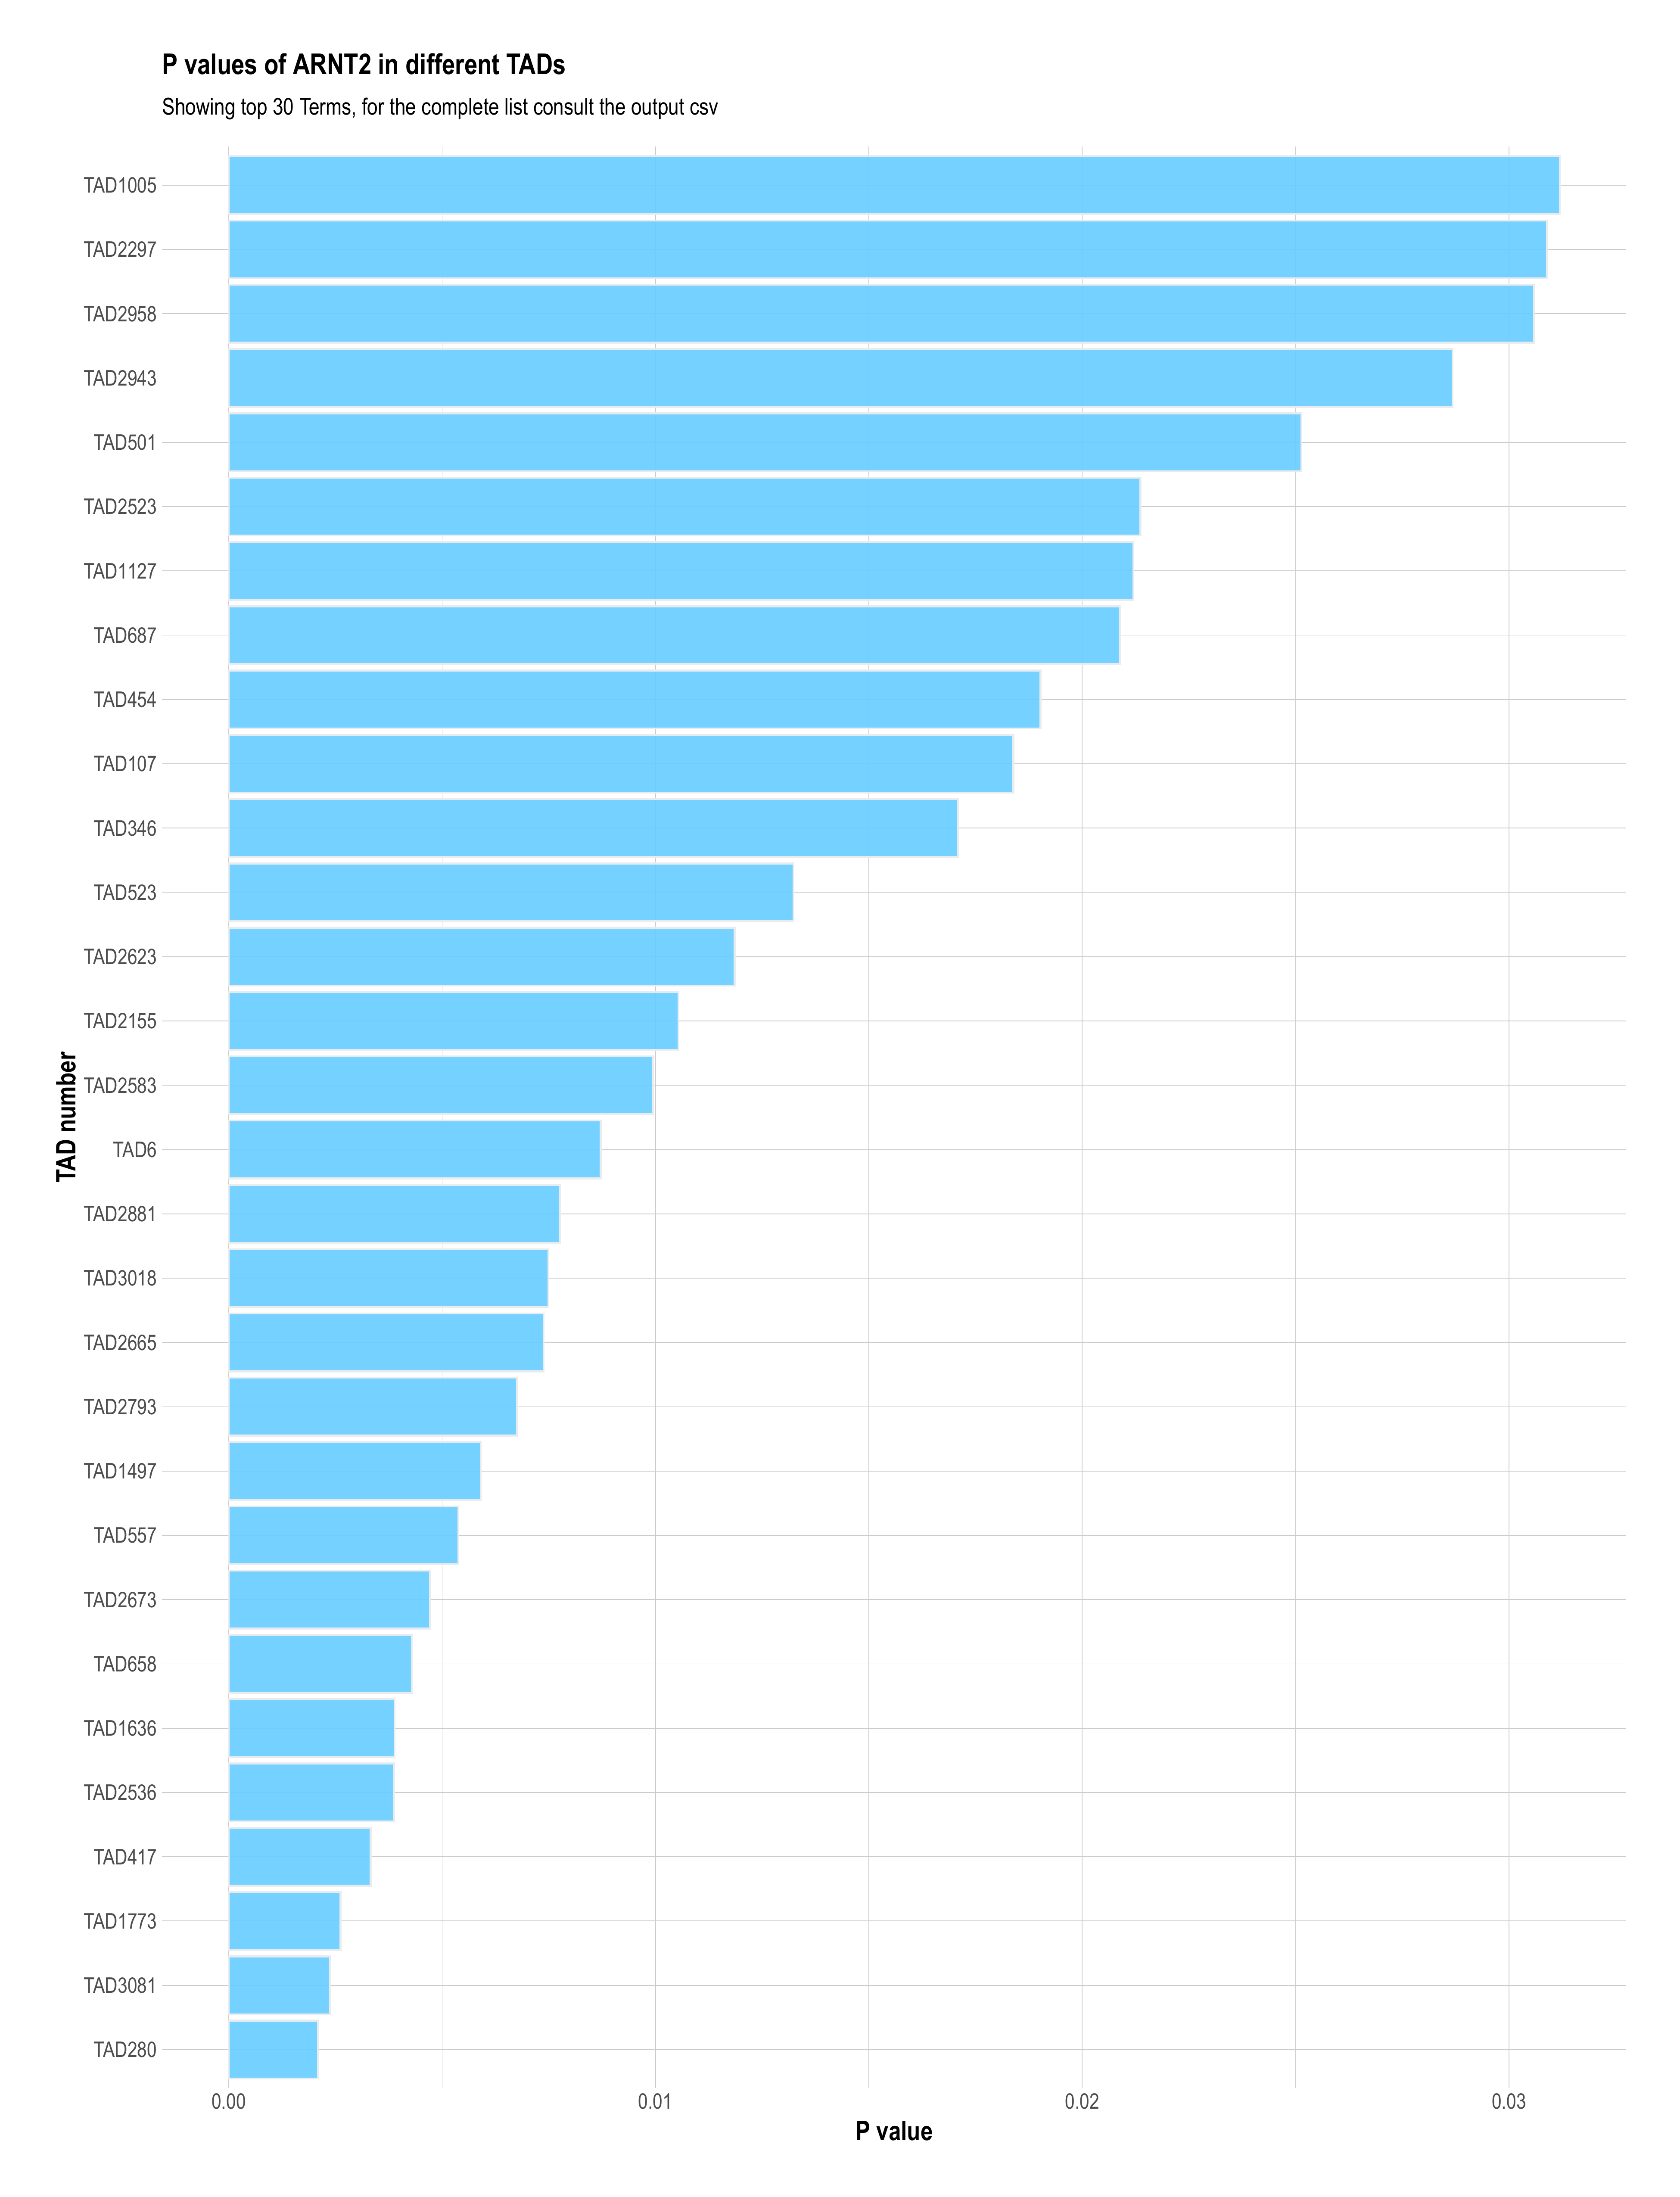 P values of ARNT2 in different TADs
Showing top 30 Terms, for the complete list consult the output csv
TAD number
TAD1005
TAD2297
TAD2958
TAD2943
TAD501
TAD2523
TAD1127
TAD687
TAD454
TAD107
TAD346
TAD523
TAD2623
TAD2155
TAD2583
TAD6
TAD2881
TAD3018
TAD2665
TAD2793
TAD1497
TAD557
TAD2673
TAD658
TAD1636
TAD2536
TAD417
TAD1773
TAD3081
TAD280
0.00 0.01 0.02 0.03
P value